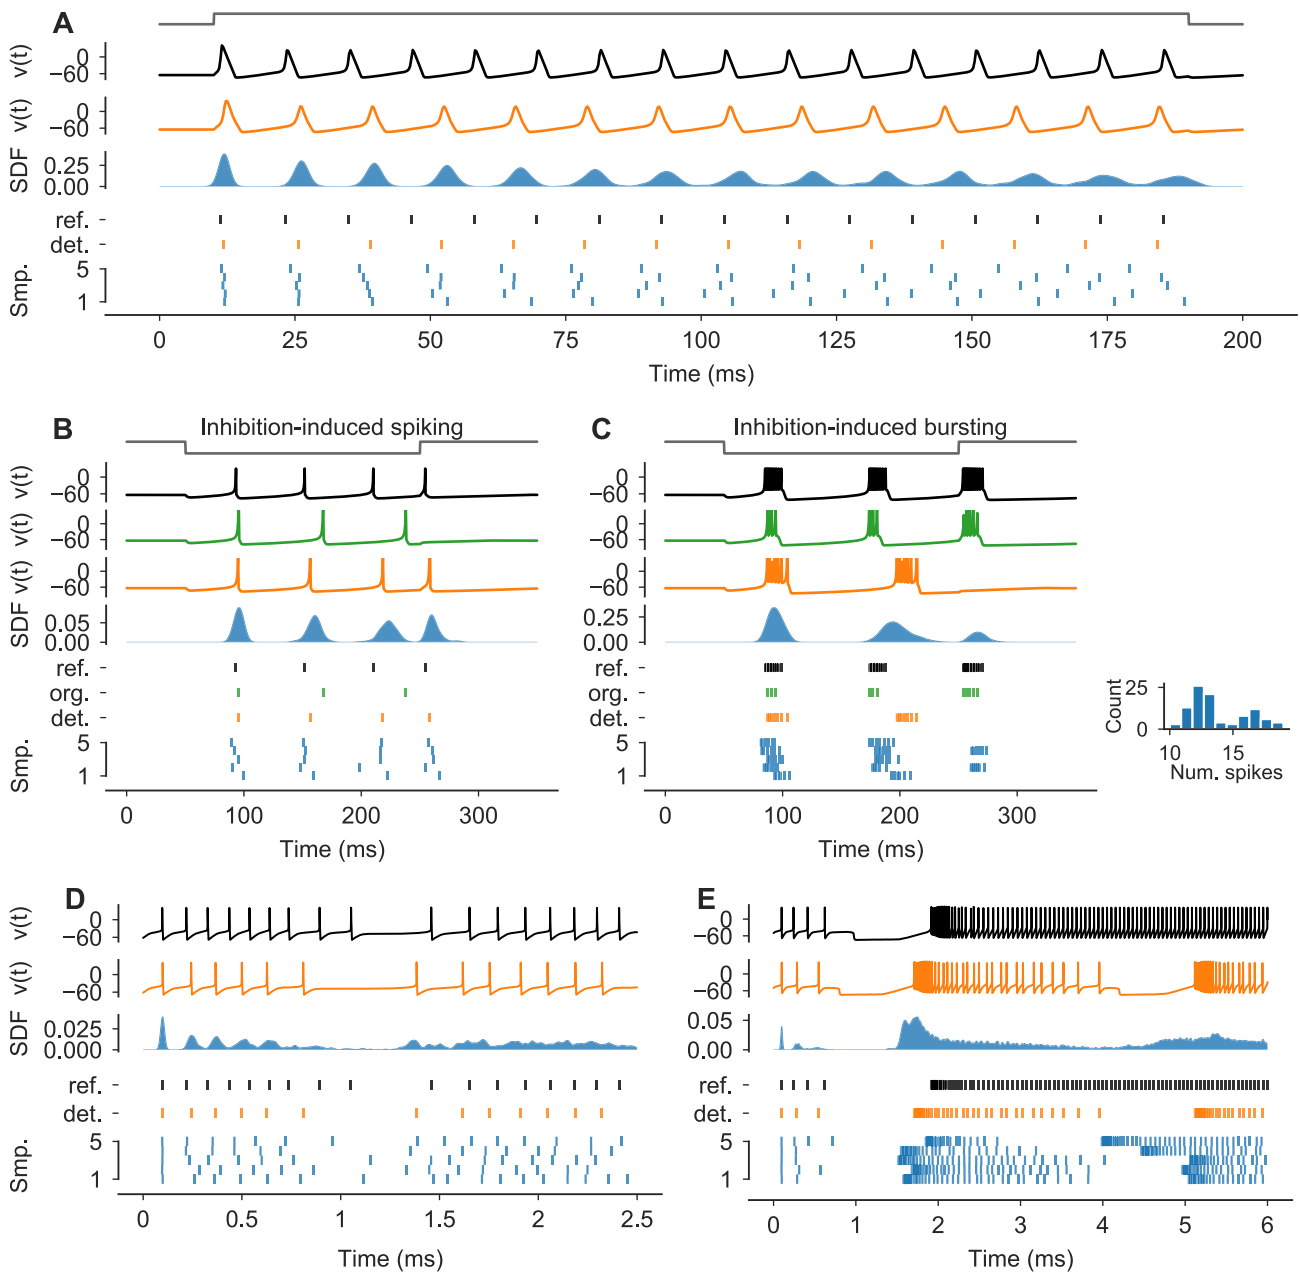 A
v(t)
0
−60
v(t)
0
−60
SDF
0.25
0.00
ref.
det.
Smp.
5
1
0 25 50 75 100 125 150 175 200
Time (ms)
B
Inhibition-induced spiking
v(t)
0
−60
v(t)
0
−60
v(t)
0
−60
SDF
0.05
0.00
ref.
org.
det.
Smp.
5
1
0 100 200 300
Time (ms)
C
Inhibition-induced bursting
v(t)
0
−60
v(t)
0
−60
v(t)
0
−60
SDF
0.25
0.00
ref.
org.
det.
Smp.
5
1
0 100 200 300
Time (ms)
Count
25
0
10 15
Num. spikes
D
v(t)
0
−60
v(t)
0
−60
SDF
0.025
0.000
ref.
det.
Smp.
5
1
0 0.5 1 1.5 2 2.5
Time (ms)
E
v(t)
0
−60
v(t)
0
−60
SDF
0.05
0.00
ref.
det.
Smp.
5
1
0 1 2 3 4 5 6
Time (ms)